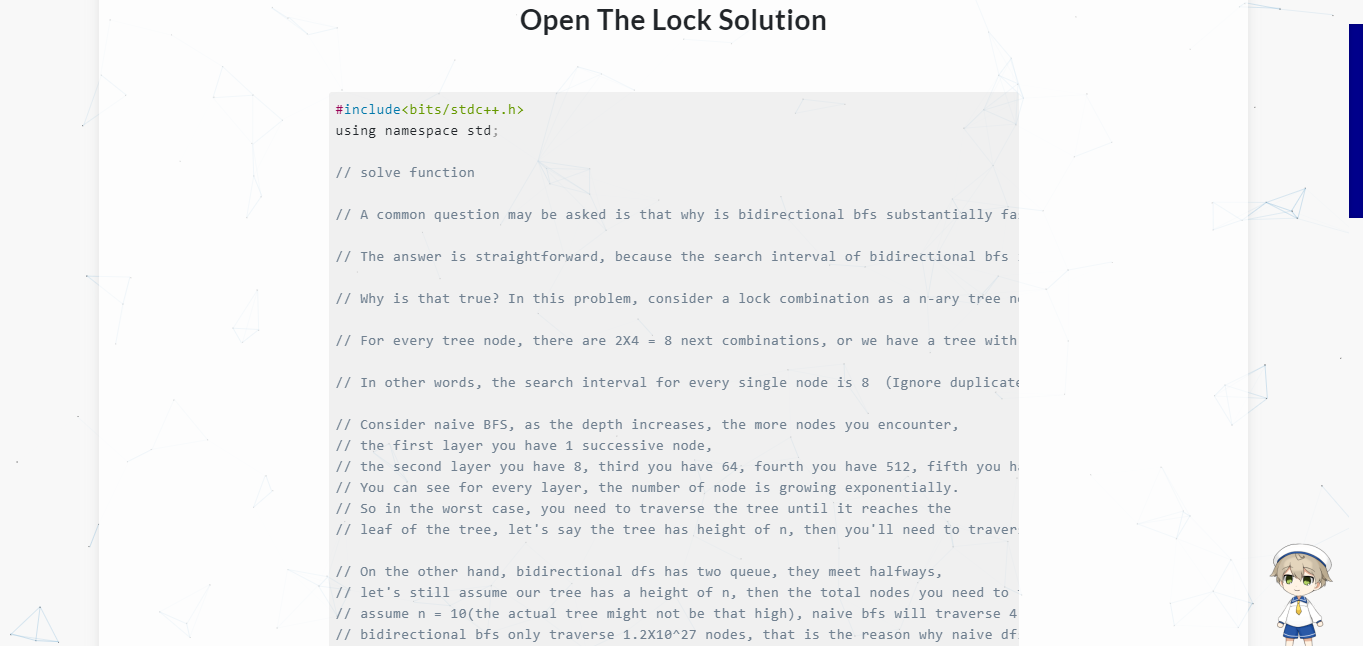 Open The Lock Solution
#include<bits/stdc++.h>
using namespace std;
// solve function
// A common question may be asked is that why is bidirectional bfs substantially
// The answer is straightforward, because the search interval of bidirectional bfs
// Why is that true? In this problem, consider a lock combination as a n-ary tree
// For every tree node, there are 2X4 = 8 next combinations, or we have a tree with
// In other words, the search interval for every single node is 8  (Ignore duplicate
// Consider naive BFS, as the depth increases, the more nodes you encounter,
// the first layer you have 1 successive node,
// the second layer you have 8, third you have 64, fourth you have 512, fifth you
// You can see for every layer, the number of node is growing exponentially.
// So in the worst case, you need to traverse the tree until it reaches the
// leaf of the tree, let's say the tree has height of n, then you'll need to
// On the other hand, bidirectional dfs has two queue, they meet halfways,
// let's still assume our tree has a height of n, then the total nodes you need to
// assume n = 10(the actual tree might not be that high), naive bfs will traverse 4
// bidirectional bfs only traverse 1.2X10^27 nodes, that is the reason why naive